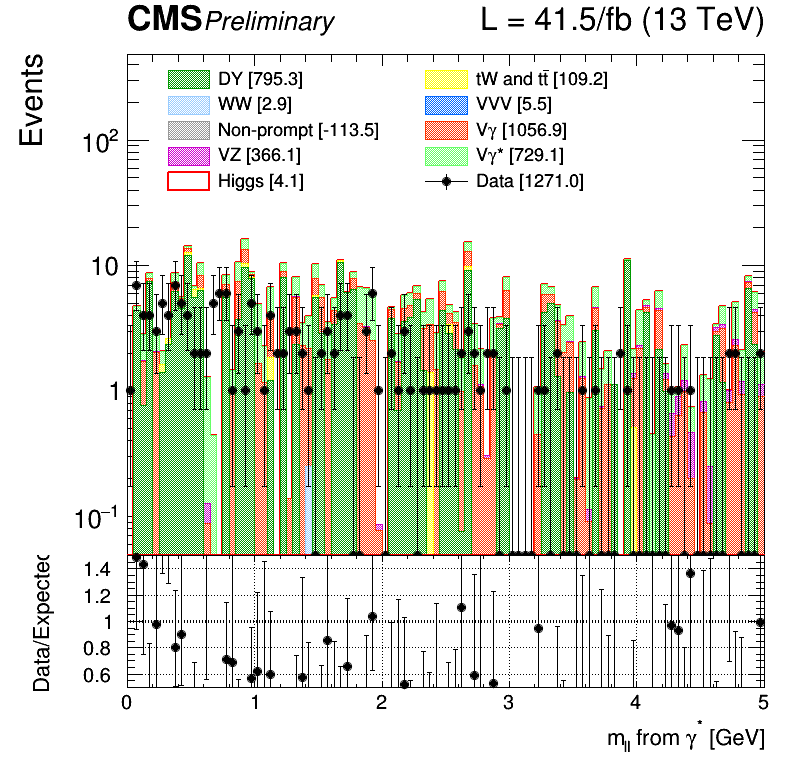 CMS Preliminary L = 41.5/fb (13 TeV)
Events
DY [795.3] tW and tt̄ [109.2]
WW [2.9] VVV [5.5]
Non-prompt [-113.5] Vγ [1056.9]
VZ [366.1] Vγ* [729.1]
Higgs [4.1] Data [1271.0]
10²
10
1
10⁻¹
Data/Expected
1.4
1.2
1
0.8
0.6
0 1 2 3 4 5
m_ll from γ* [GeV]